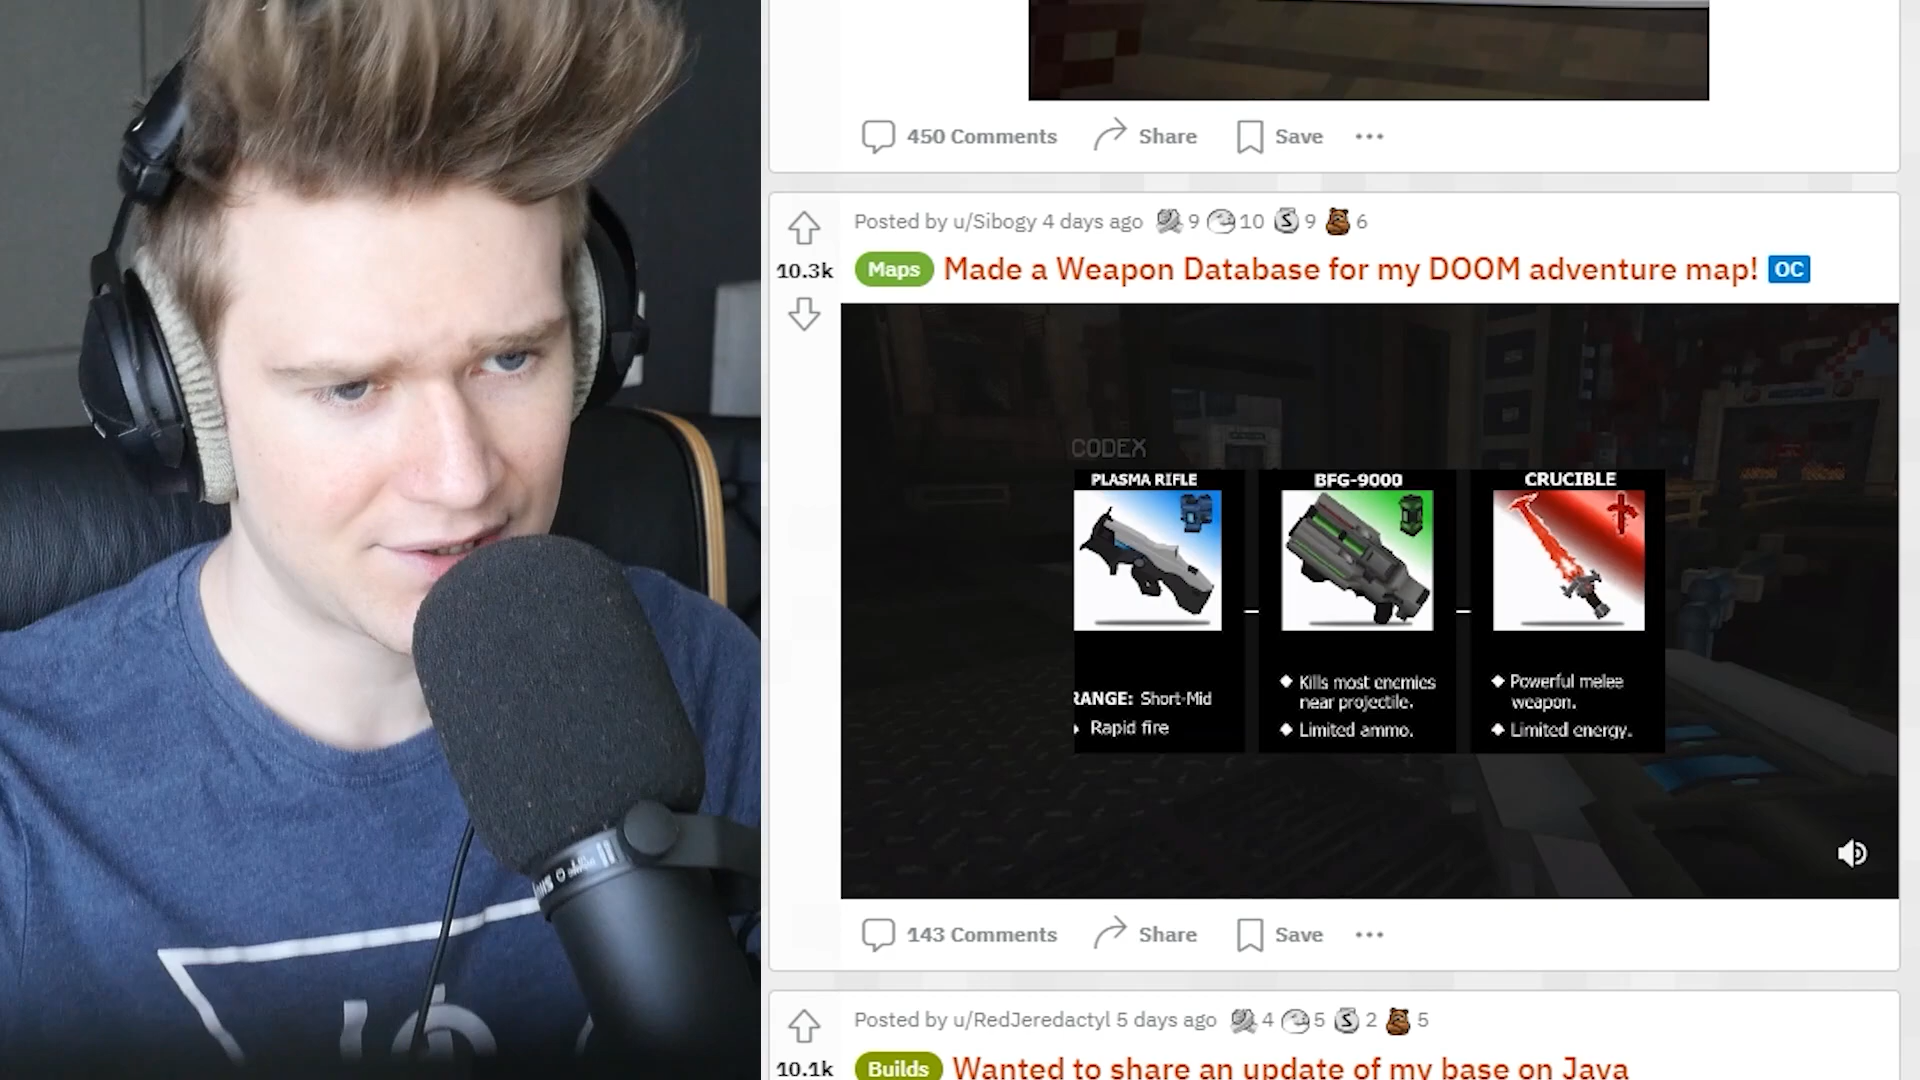 450 Comments Share Save
Posted by u/Sibogy 4 days ago 9 10 S 9 6
10.3k Maps Made a Weapon Database for my DOOM adventure map! OC
CODEX
PLASMA RIFLE
RANGE: Short-Mid
Rapid fire
BFG-9000
Kills most enemies
near projectile.
Limited ammo.
CRUCIBLE
Powerful melee
weapon.
Limited energy.
143 Comments Share Save
Posted by u/RedJeredactyl 5 days ago 4 5 S 2 5
10.1k Builds Wanted to share an update of my base on Java